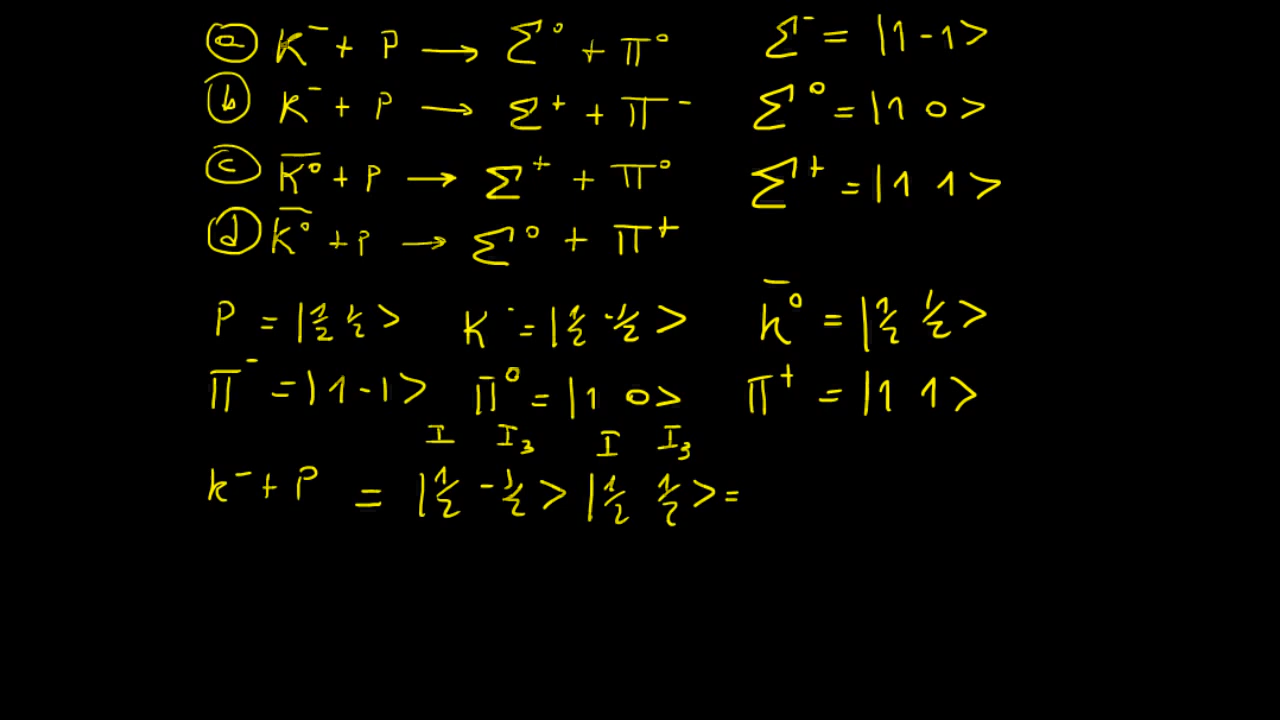 ⓐ K⁻ + P → Σ⁰ + π⁰ Σ⁻ = |1 -1>
ⓑ K⁻ + P → Σ⁺ + π⁻ Σ⁰ = |1 0>
ⓒ K̅⁰ + P → Σ⁺ + π⁰ Σ⁺ = |1 1>
ⓓ K̅⁰ + P → Σ⁰ + π⁺
P = |1/2 1/2> K⁻ = |1/2 -1/2> K̅⁰ = |1/2 1/2>
π⁻ = |1 -1> π⁰ = |1 0> π⁺ = |1 1>
I I₃ I I₃
K⁻ + P = |1/2 -1/2> |1/2 1/2> =